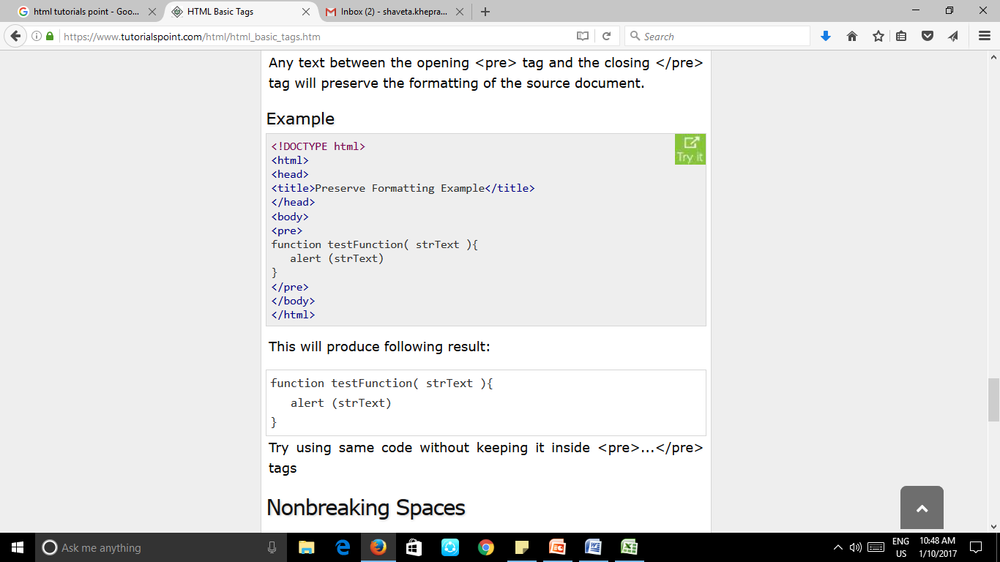 html tutorials point - Goo...
HTML Basic Tags
Inbox (2) - shaveta.khepra...
https://www.tutorialspoint.com/html/html_basic_tags.htm
Search
Any text between the opening <pre> tag and the closing </pre>
tag will preserve the formatting of the source document.
Example
Try it
<!DOCTYPE html>
<html>
<head>
<title>Preserve Formatting Example</title>
</head>
<body>
<pre>
function testFunction( strText ){
   alert (strText)
}
</pre>
</body>
</html>
This will produce following result:
function testFunction( strText ){
   alert (strText)
}
Try using same code without keeping it inside <pre>...</pre>
tags
Nonbreaking Spaces
Ask me anything
ENG
US
10:48 AM
1/10/2017